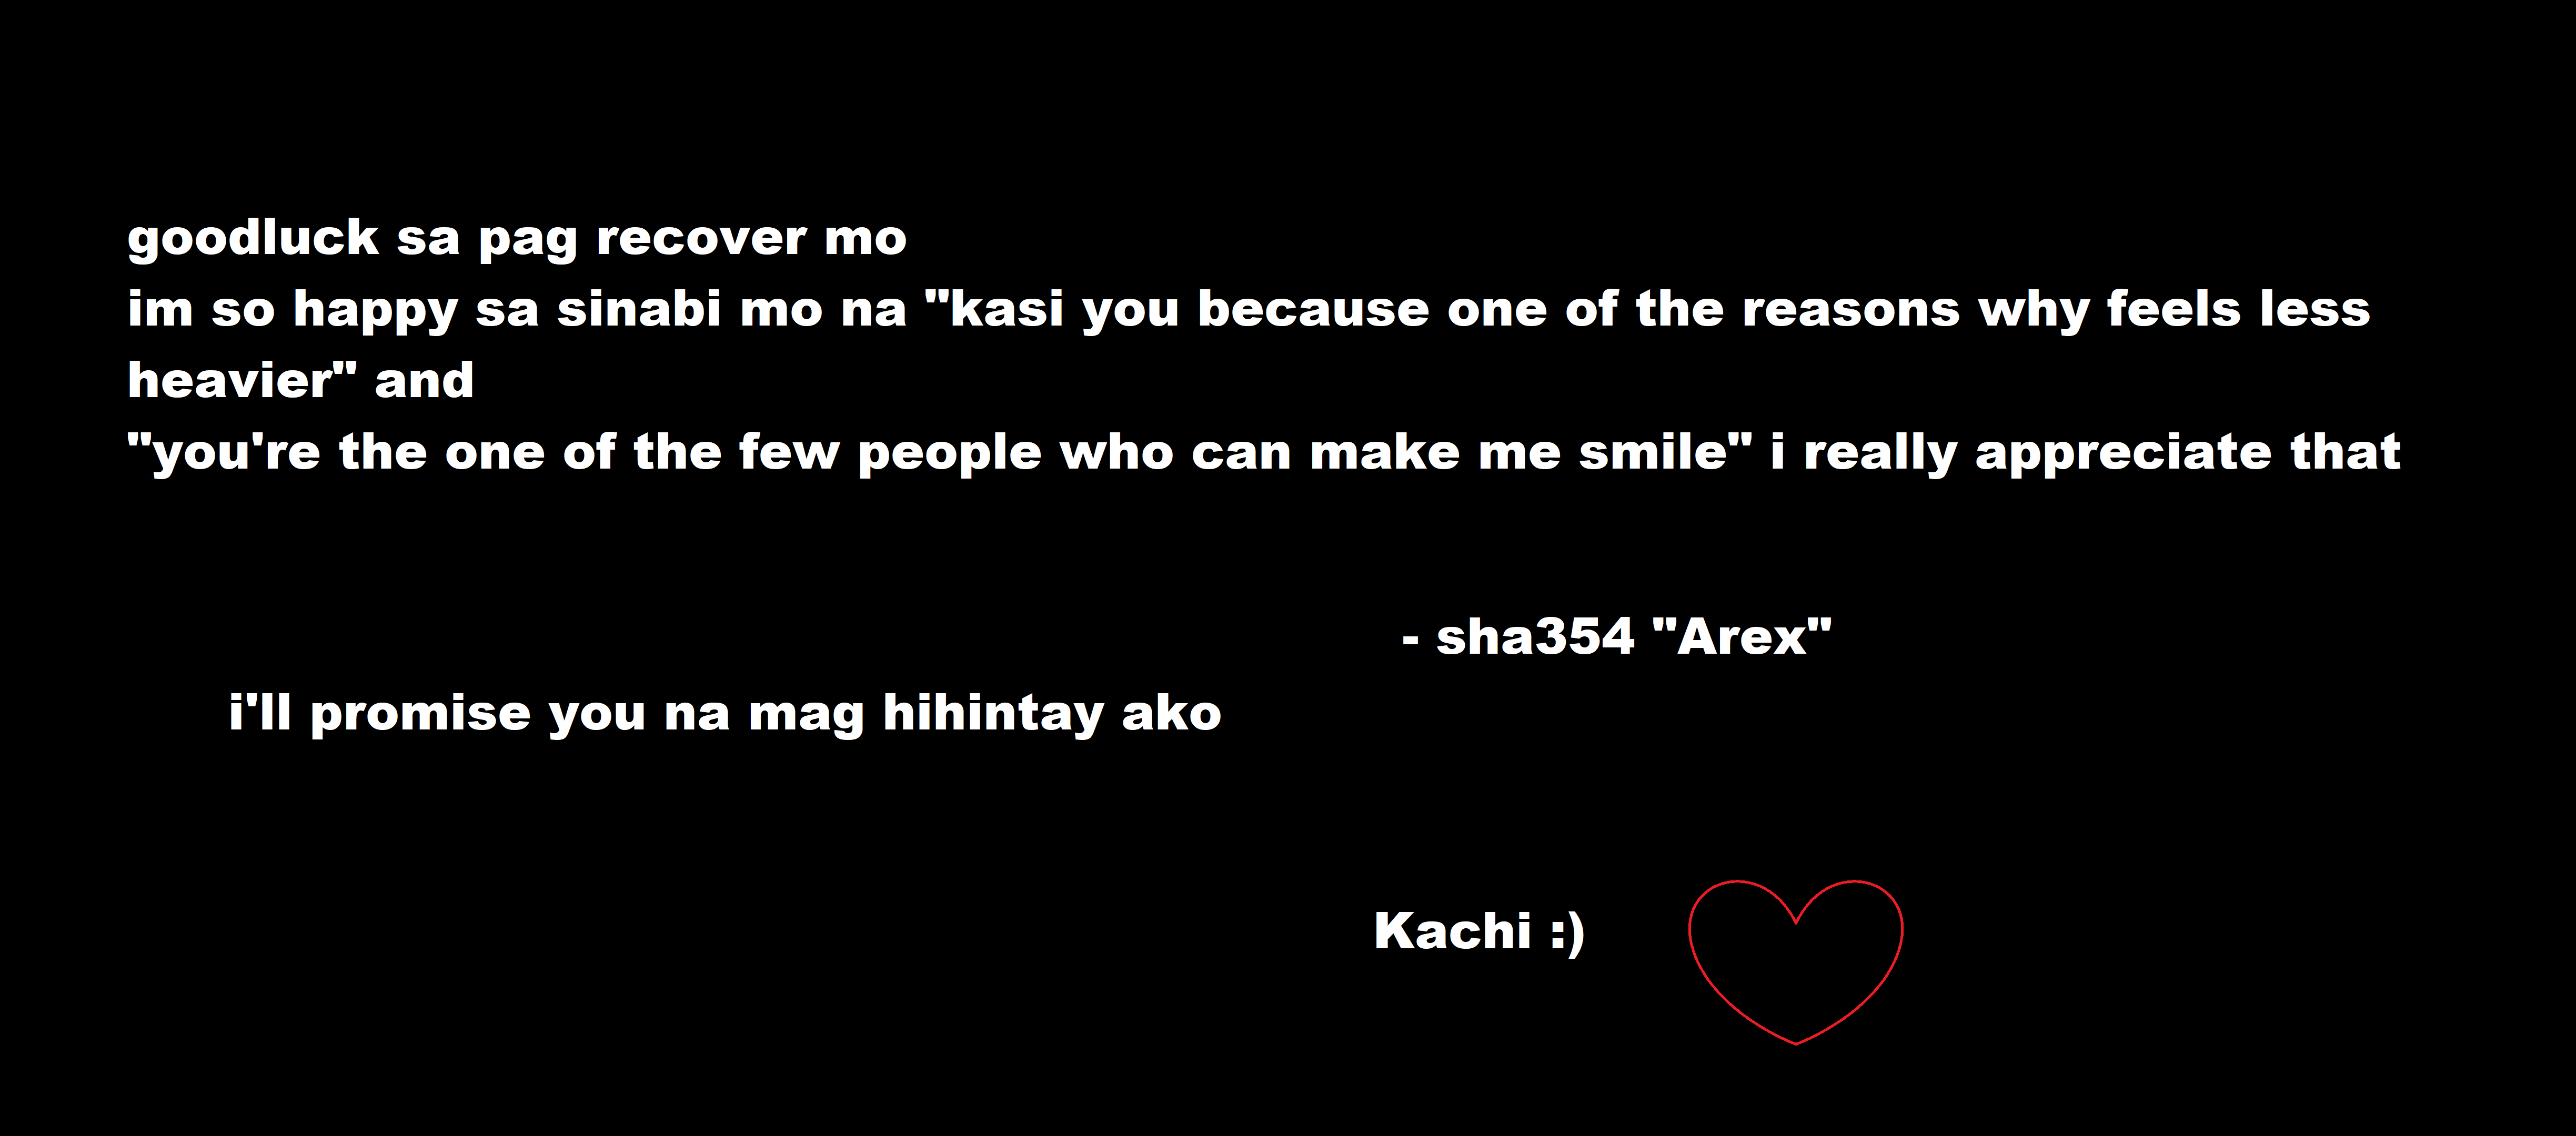 goodluck sa pag recover mo
im so happy sa sinabi mo na "kasi you because one of the reasons why feels less
heavier" and
"you're the one of the few people who can make me smile" i really appreciate that
- sha354 "Arex"
i'll promise you na mag hihintay ako
Kachi :)